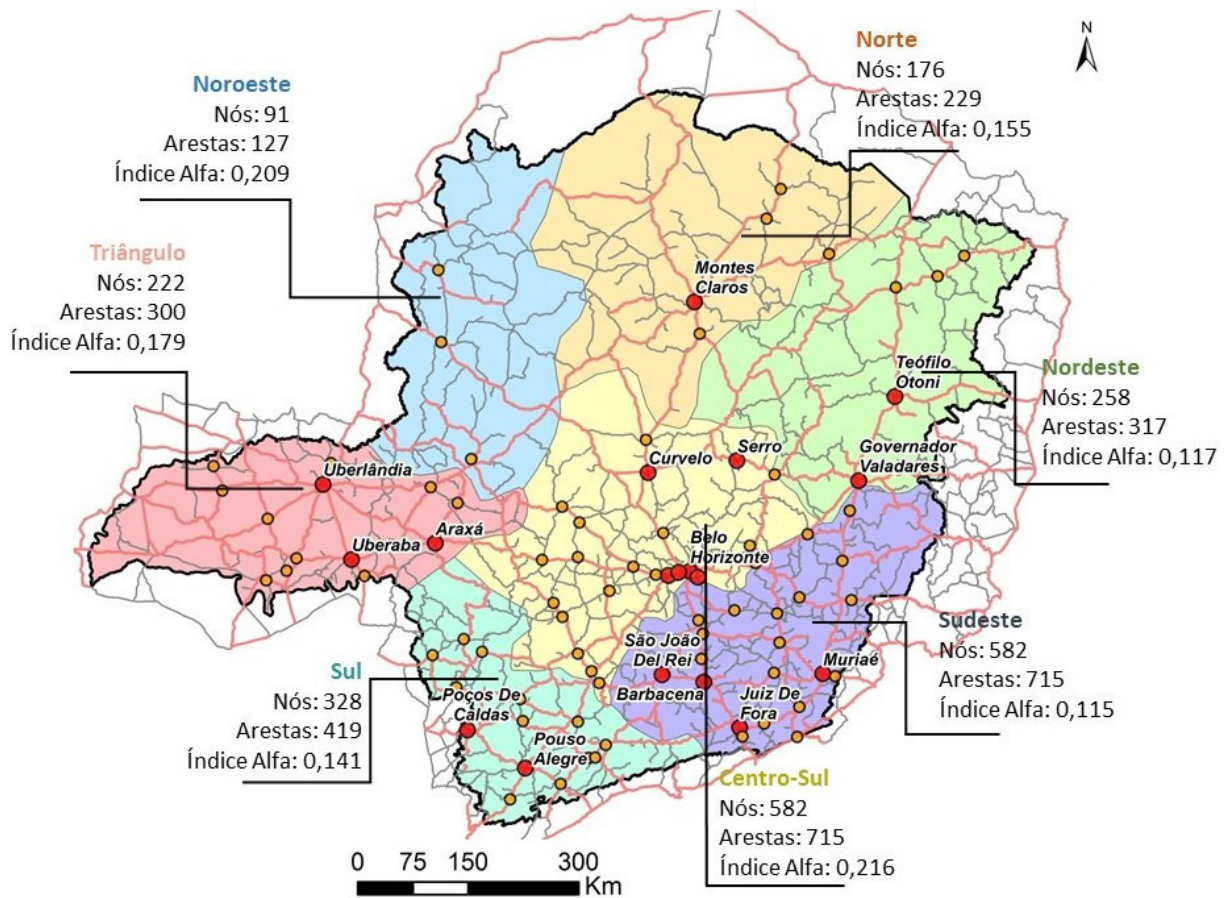 N
Norte
Nós: 176
Arestas: 229
Índice Alfa: 0,155
Noroeste
Nós: 91
Arestas: 127
Índice Alfa: 0,209
Triângulo
Nós: 222
Arestas: 300
Índice Alfa: 0,179
Montes
Claros
Teófilo
Otoni
Nordeste
Nós: 258
Arestas: 317
Índice Alfa: 0,117
Uberlândia
Curvelo
Serro
Governador
Valadares
Uberaba
Araxá
Belo
Horizonte
São João
Del Rei
Barbacena
Juiz De
Fora
Muriaé
Sudeste
Nós: 582
Arestas: 715
Índice Alfa: 0,115
Sul
Nós: 328
Arestas: 419
Índice Alfa: 0,141
Poços De
Caldas
Pouso
Alegre
Centro-Sul
Nós: 582
Arestas: 715
Índice Alfa: 0,216
0 75 150 300
Km